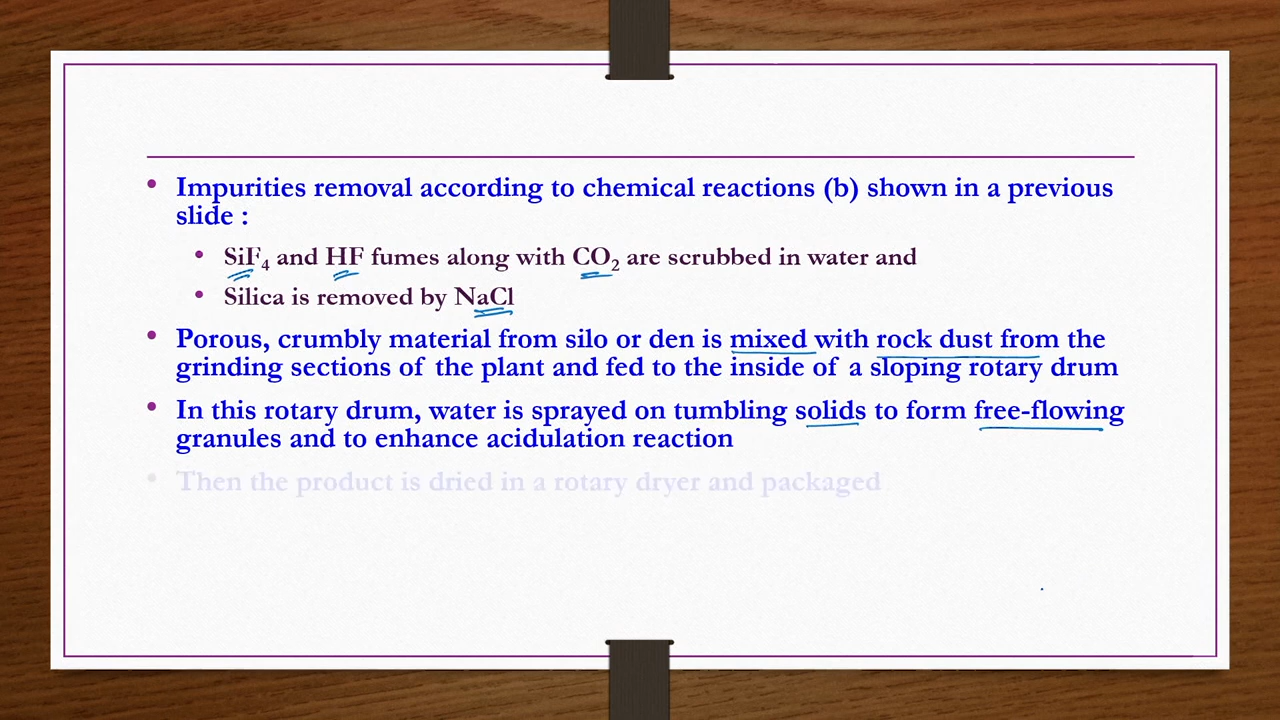 Impurities removal according to chemical reactions (b) shown in a previous
slide :
SiF4 and HF fumes along with CO2 are scrubbed in water and
Silica is removed by NaCl
Porous, crumbly material from silo or den is mixed with rock dust from the
grinding sections of the plant and fed to the inside of a sloping rotary drum
In this rotary drum, water is sprayed on tumbling solids to form free-flowing
granules and to enhance acidulation reaction
Then the product is dried in a rotary dryer and packaged